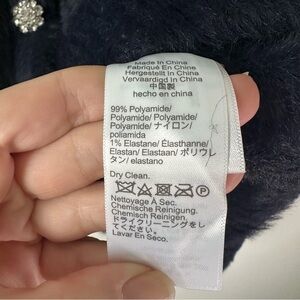 Made In China
Fabriqué En Chine
Hergestellt In China
Vervaardigd In China
中国製
hecho en china
99% Polyamide/
Polyamide/ Polyamide/
Polyamide/ ナイロン/
poliamida
1% Elastane/ Élasthanne/
Elastan/ Elastaan/ ポリウレ
タン/ elastano
Dry Clean.
P
Nettoyage À Sec.
Chemische Reinigung.
Chemisch Reinigen.
ドライクリーニングをし
てください。
Lavar En Seco.